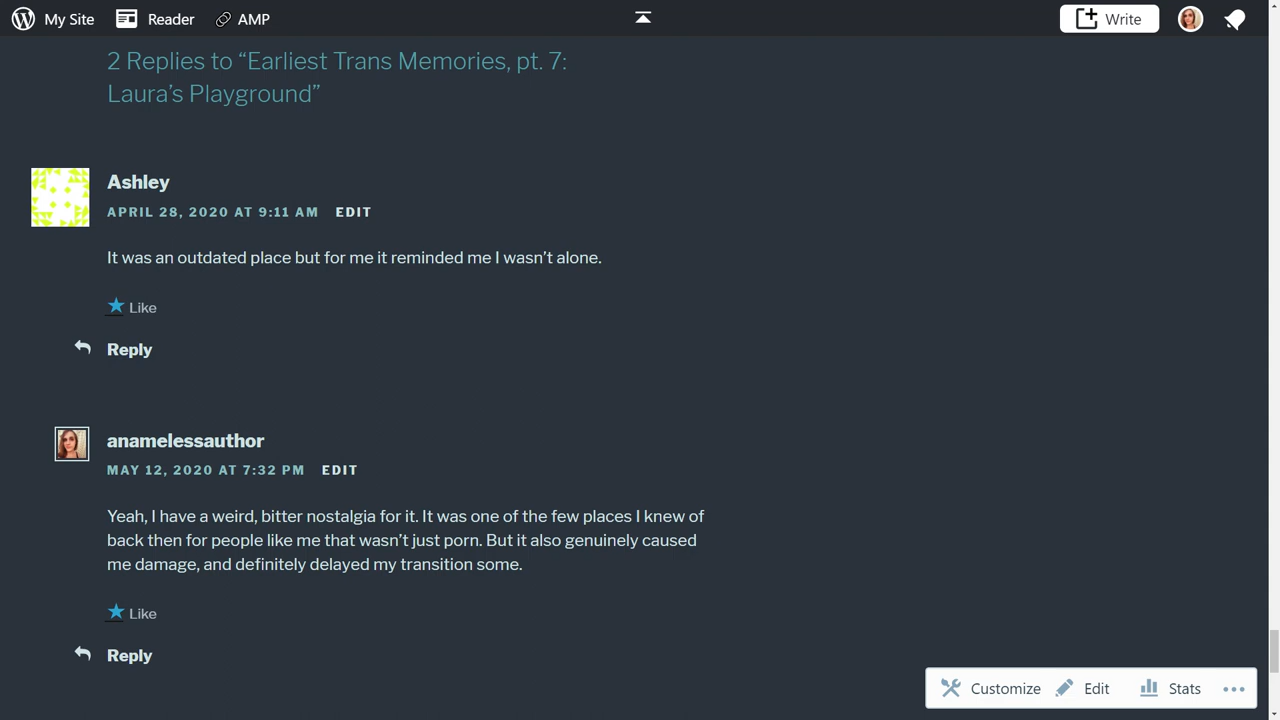 My Site Reader AMP Write
2 Replies to “Earliest Trans Memories, pt. 7:
Laura’s Playground”
Ashley
APRIL 28, 2020 AT 9:11 AM EDIT
It was an outdated place but for me it reminded me I wasn’t alone.
Like
Reply
anamelessauthor
MAY 12, 2020 AT 7:32 PM EDIT
Yeah, I have a weird, bitter nostalgia for it. It was one of the few places I knew of
back then for people like me that wasn’t just porn. But it also genuinely caused
me damage, and definitely delayed my transition some.
Like
Reply
Customize Edit Stats